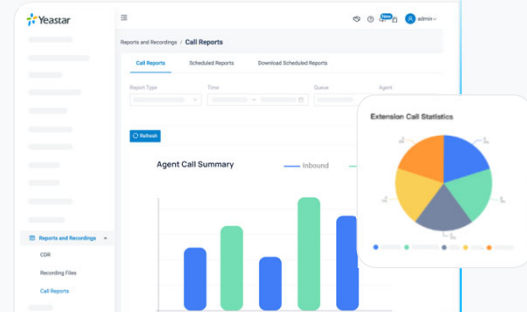 Yeastar
New
admin
Reports and Recordings / Call Reports
Call Reports
Scheduled Reports
Download Scheduled Reports
Report Type
Time
Queue
Agent
Refresh
Extension Call Statistics
Agent Call Summary
Inbound
Reports and Recordings
CDR
Recording Files
Call Reports